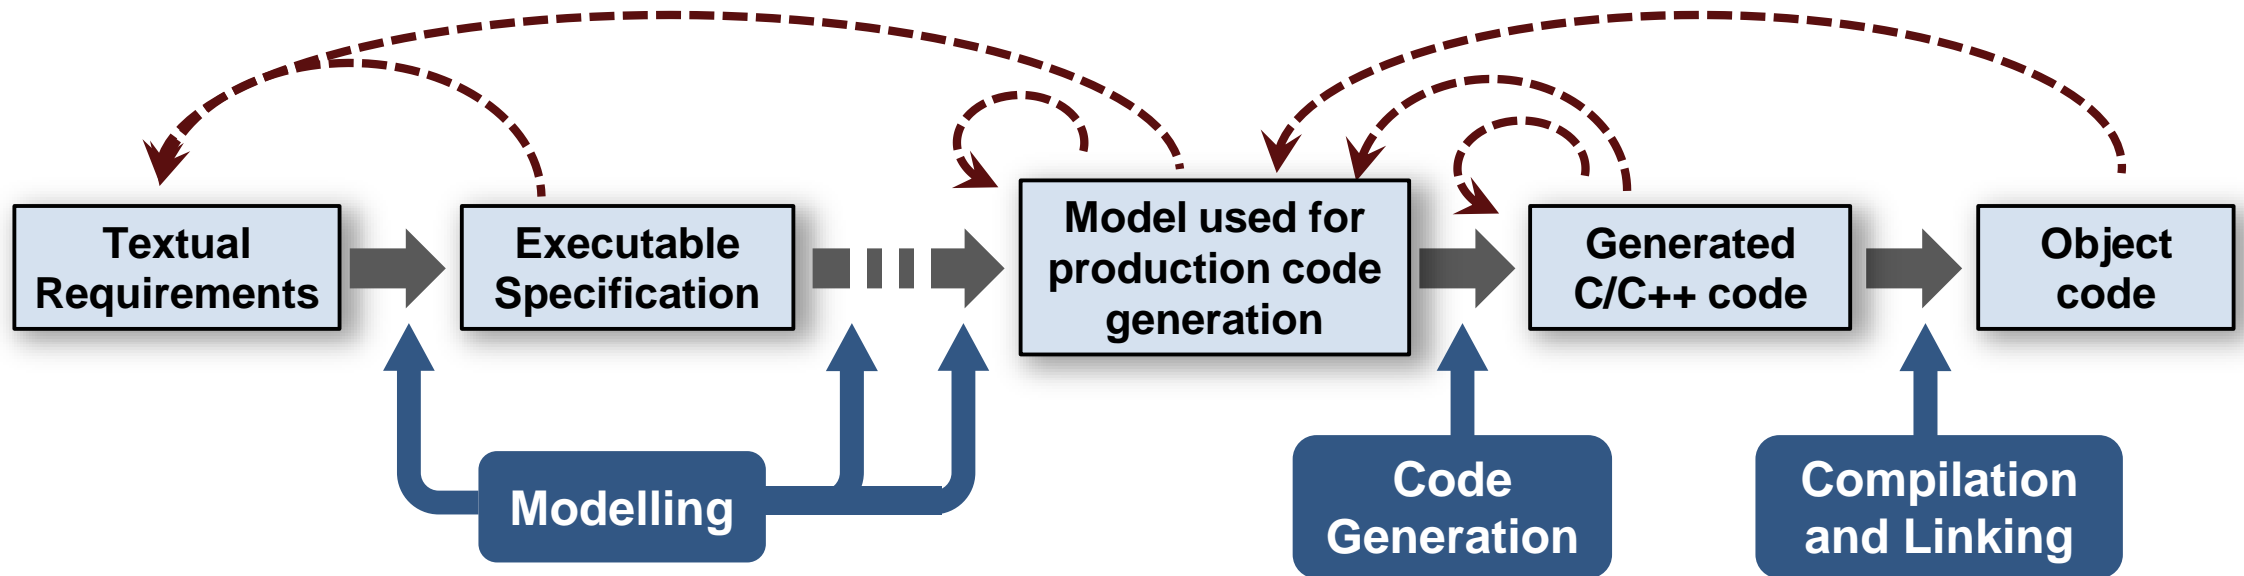 Textual
Requirements
Executable
Specification
Model used for
production code
generation
Generated
C/C++ code
Object
code
Modelling
Code
Generation
Compilation
and Linking